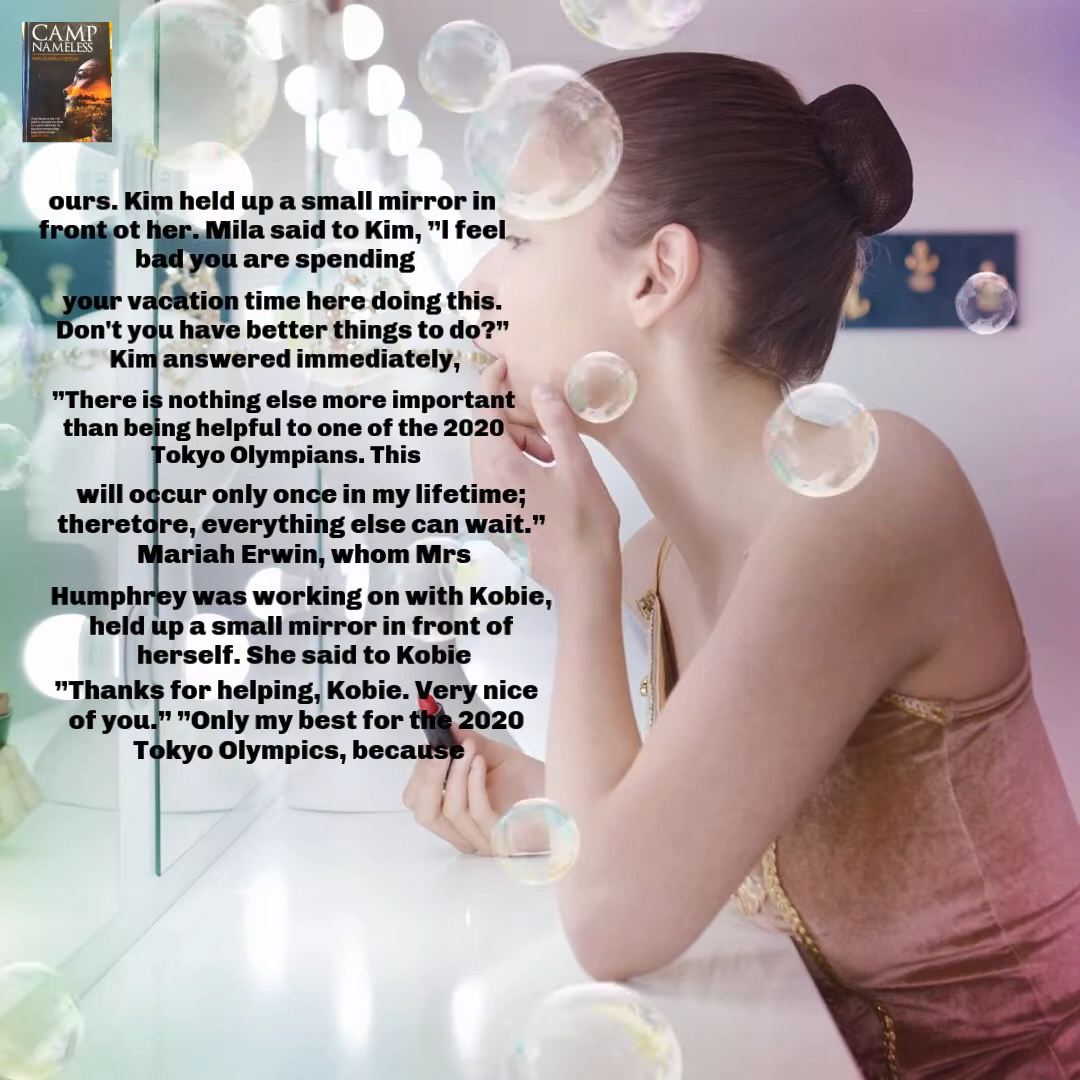 CAMP
NAMELESS
ours. Kim held up a small mirror in
front ot her. Mila said to Kim, ”l feel
bad you are spending
your vacation time here doing this.
Don't you have better things to do?”
Kim answered immediately,
”There is nothing else more important
than being helpful to one of the 2020
Tokyo Olympians. This
will occur only once in my lifetime;
theretore, everything else can wait.”
Mariah Erwin, whom Mrs
Humphrey was working on with Kobie,
held up a small mirror in front of
herself. She said to Kobie
”Thanks for helping, Kobie. Very nice
of you.” ”Only my best for the 2020
Tokyo Olympics, because